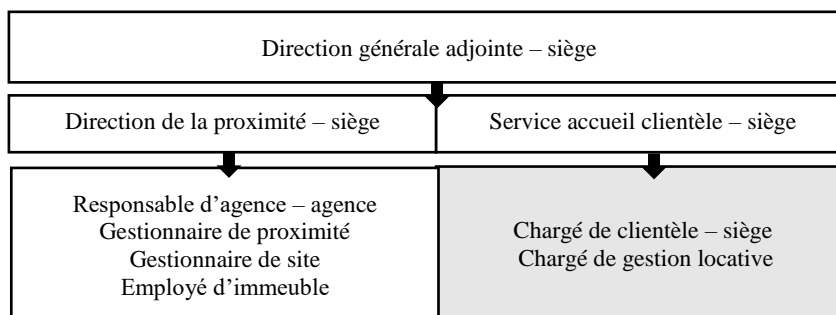 Direction générale adjointe – siège
Direction de la proximité – siège
Service accueil clientèle – siège
Responsable d’agence – agence
Gestionnaire de proximité
Gestionnaire de site
Employé d’immeuble
Chargé de clientèle – siège
Chargé de gestion locative